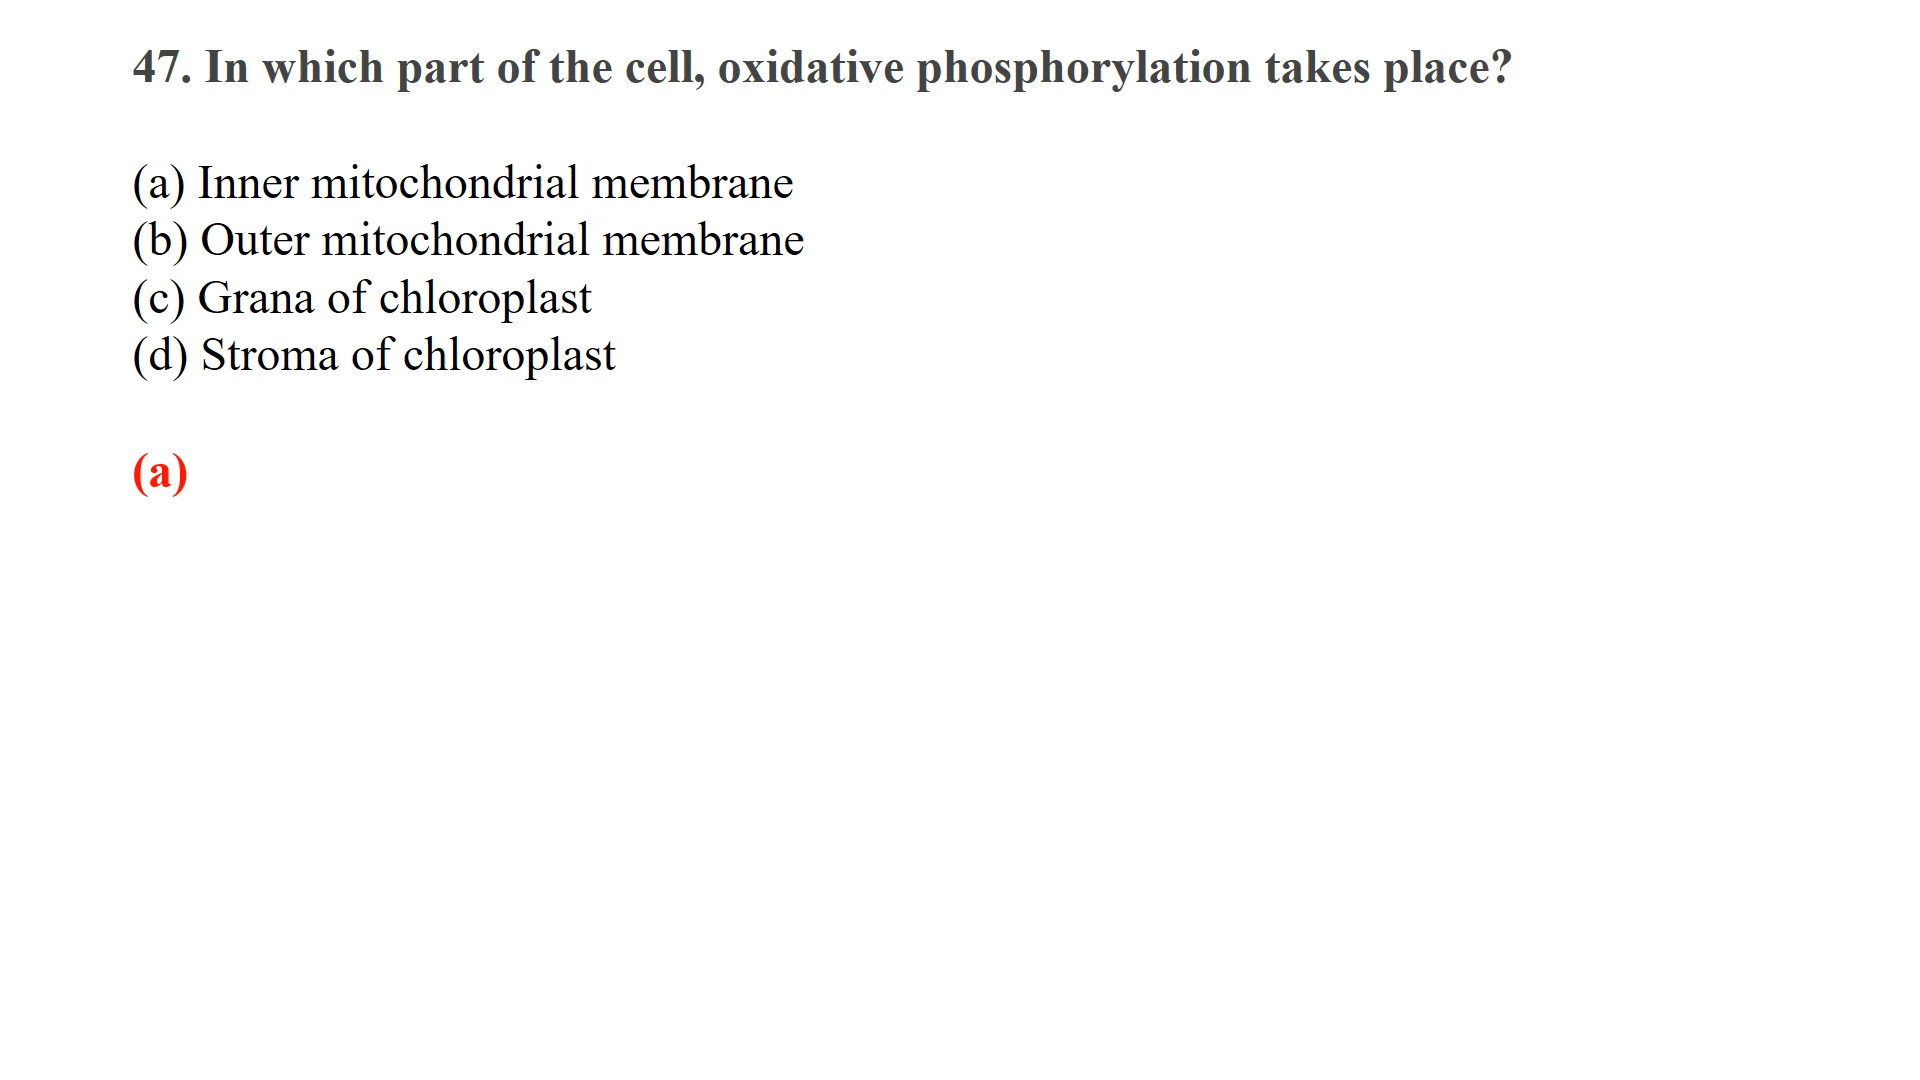 47. In which part of the cell, oxidative phosphorylation takes place?
(a) Inner mitochondrial membrane
(b) Outer mitochondrial membrane
(c) Grana of chloroplast
(d) Stroma of chloroplast
(a)